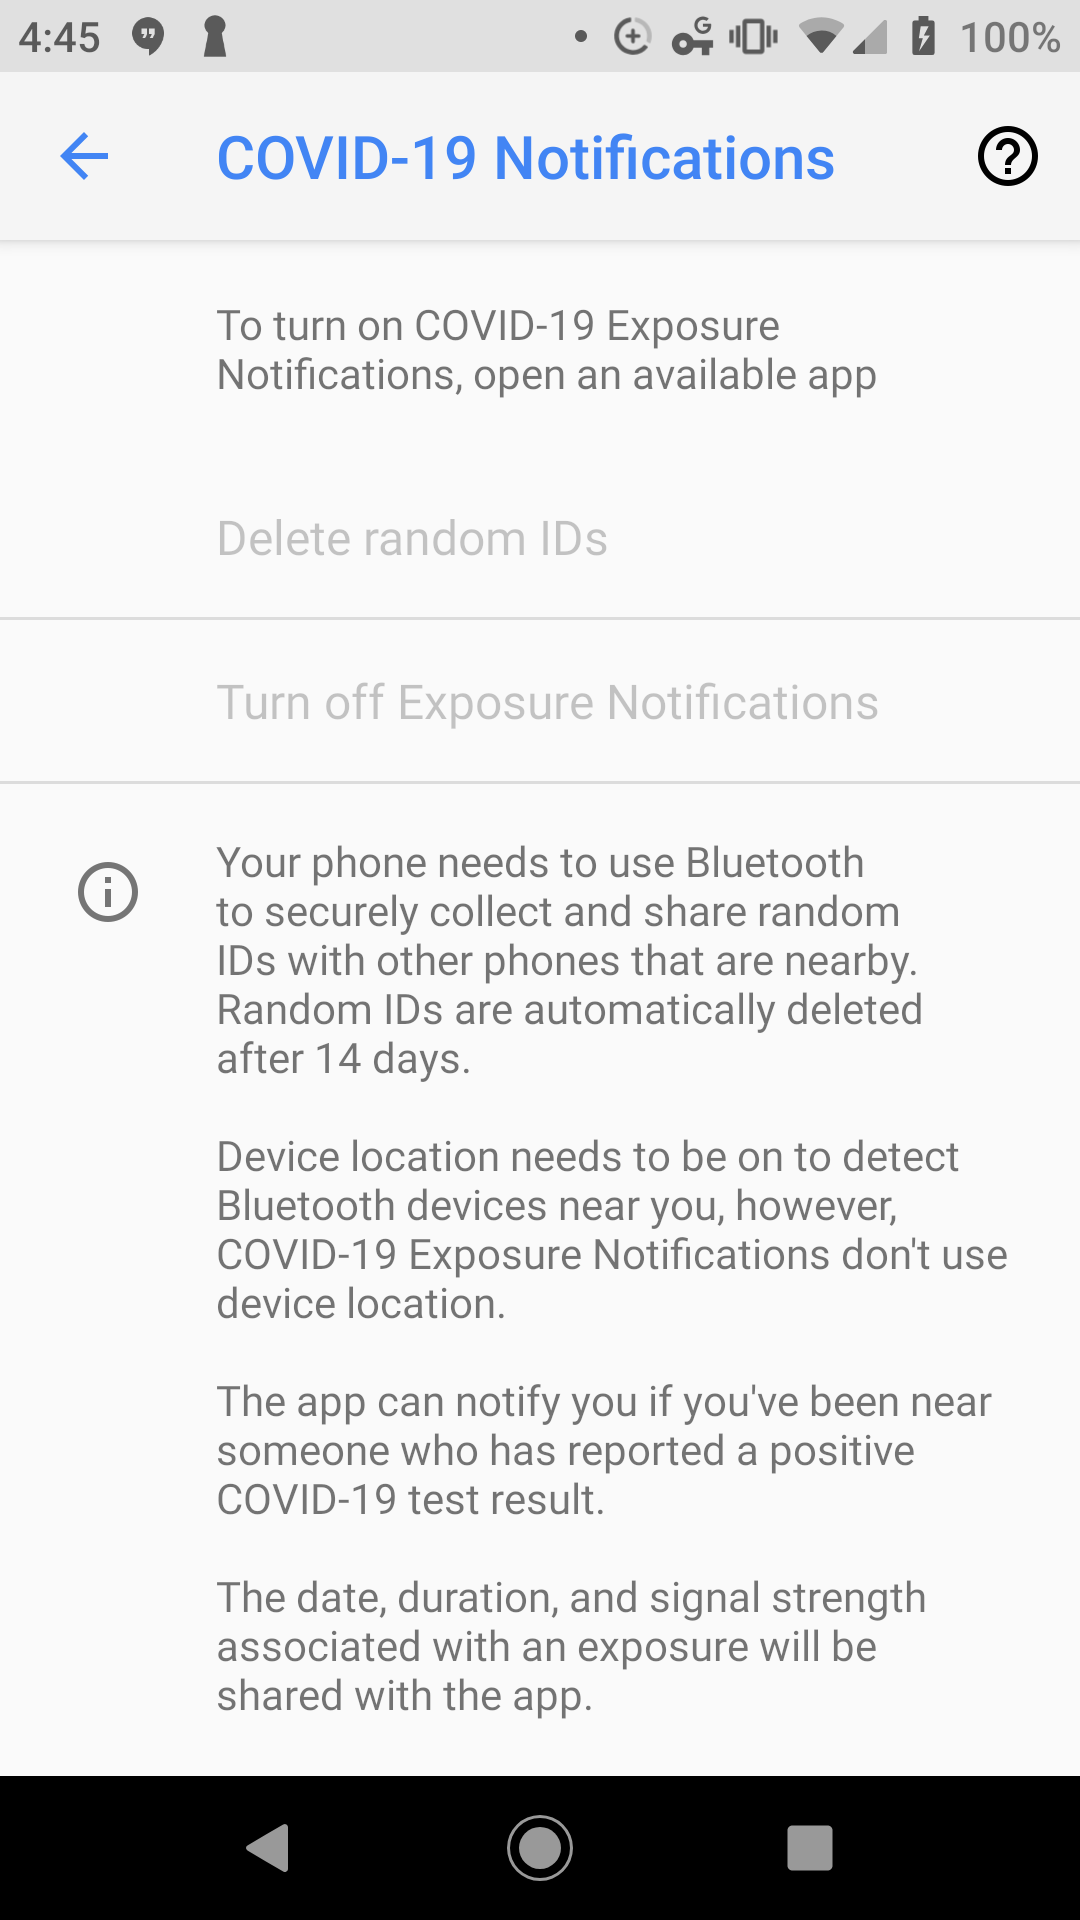 4:45
G
100%
COVID-19 Notifications
To turn on COVID-19 Exposure
Notifications, open an available app
Delete random IDs
Turn off Exposure Notifications
Your phone needs to use Bluetooth
to securely collect and share random
IDs with other phones that are nearby.
Random IDs are automatically deleted
after 14 days.
Device location needs to be on to detect
Bluetooth devices near you, however,
COVID-19 Exposure Notifications don't use
device location.
The app can notify you if you've been near
someone who has reported a positive
COVID-19 test result.
The date, duration, and signal strength
associated with an exposure will be
shared with the app.